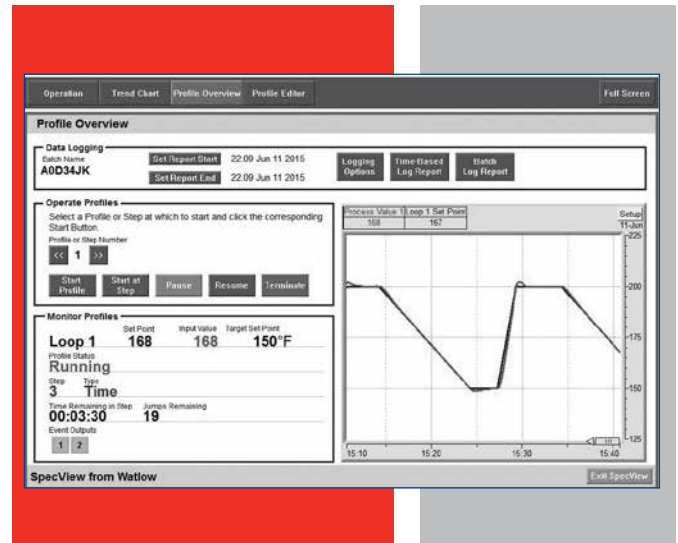 Operation Trend Chart Profile Overview Profile Editor Full Screen
Profile Overview
Data Logging
Batch Name
A0D34JK
Set Report Start 22:09 Jun 11 2015
Set Report End 22:09 Jun 11 2015
Logging Options
Time-Based Log Report
Batch Log Report
Operate Profiles
Select a Profile or Step at which to start and click the corresponding
Start Button.
Profile or Step Number
<< 1 >>
Start Profile
Start at Step
Pause
Resume
Terminate
Monitor Profiles
Set Point Input Value Target Set Point
Loop 1 168 168 150°F
Profile Status
Running
Step Type
3 Time
Time Remaining in Step Jumps Remaining
00:03:30 19
Event Outputs
1 2
Process Value 1 Loop 1 Set Point
168 167
Setup
11-Jun
225
200
175
150
125
15:10 15:20 15:30 15:40
SpecView from Watlow
Exit SpecView